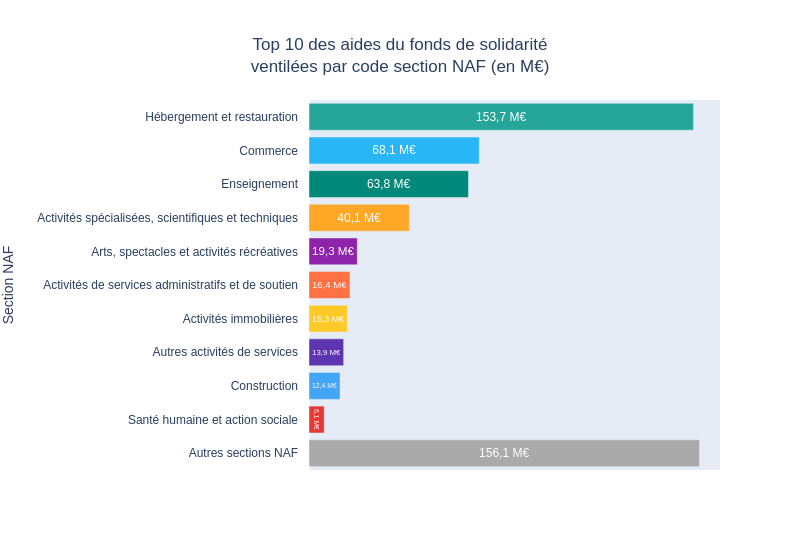 Top 10 des aides du fonds de solidarité
ventilées par code section NAF (en M€)
Section NAF
Hébergement et restauration 153,7 M€
Commerce 68,1 M€
Enseignement 63,8 M€
Activités spécialisées, scientifiques et techniques 40,1 M€
Arts, spectacles et activités récréatives 19,3 M€
Activités de services administratifs et de soutien 16,4 M€
Activités immobilières 15,3 M€
Autres activités de services 13,9 M€
Construction 12,4 M€
Santé humaine et action sociale 6,1 M€
Autres sections NAF 156,1 M€